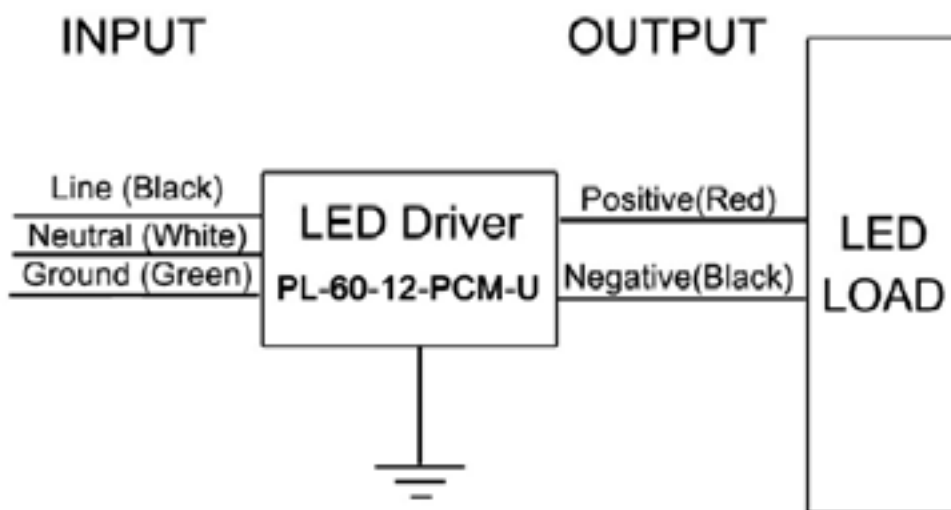 INPUT
OUTPUT
Line (Black)
Neutral (White)
Ground (Green)
LED Driver
PL-60-12-PCM-U
Positive(Red)
Negative(Black)
LED
LOAD